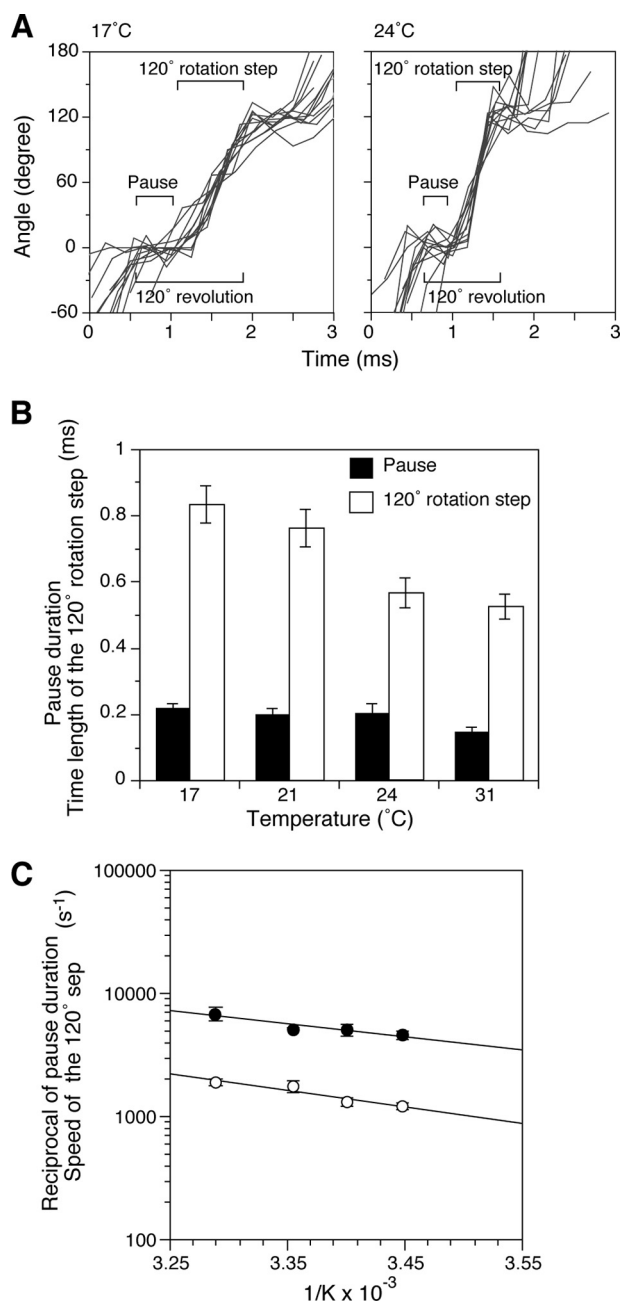 A
17˚C
24˚C
Angle (degree)
180
120
60
0
-60
120˚ rotation step
Pause
120˚ revolution
120˚ rotation step
Pause
120˚ revolution
0 1 2 3
0 1 2 3
Time (ms)
B
Pause duration
Time length of the 120˚ rotation step (ms)
1
0.8
0.6
0.4
0.2
0
Pause
120˚ rotation step
17 21 24 31
Temperature (˚C)
C
Reciprocal of pause duration
Speed of the 120˚ sep (s-1)
100000
10000
1000
100
3.25 3.35 3.45 3.55
1/K x 10-3